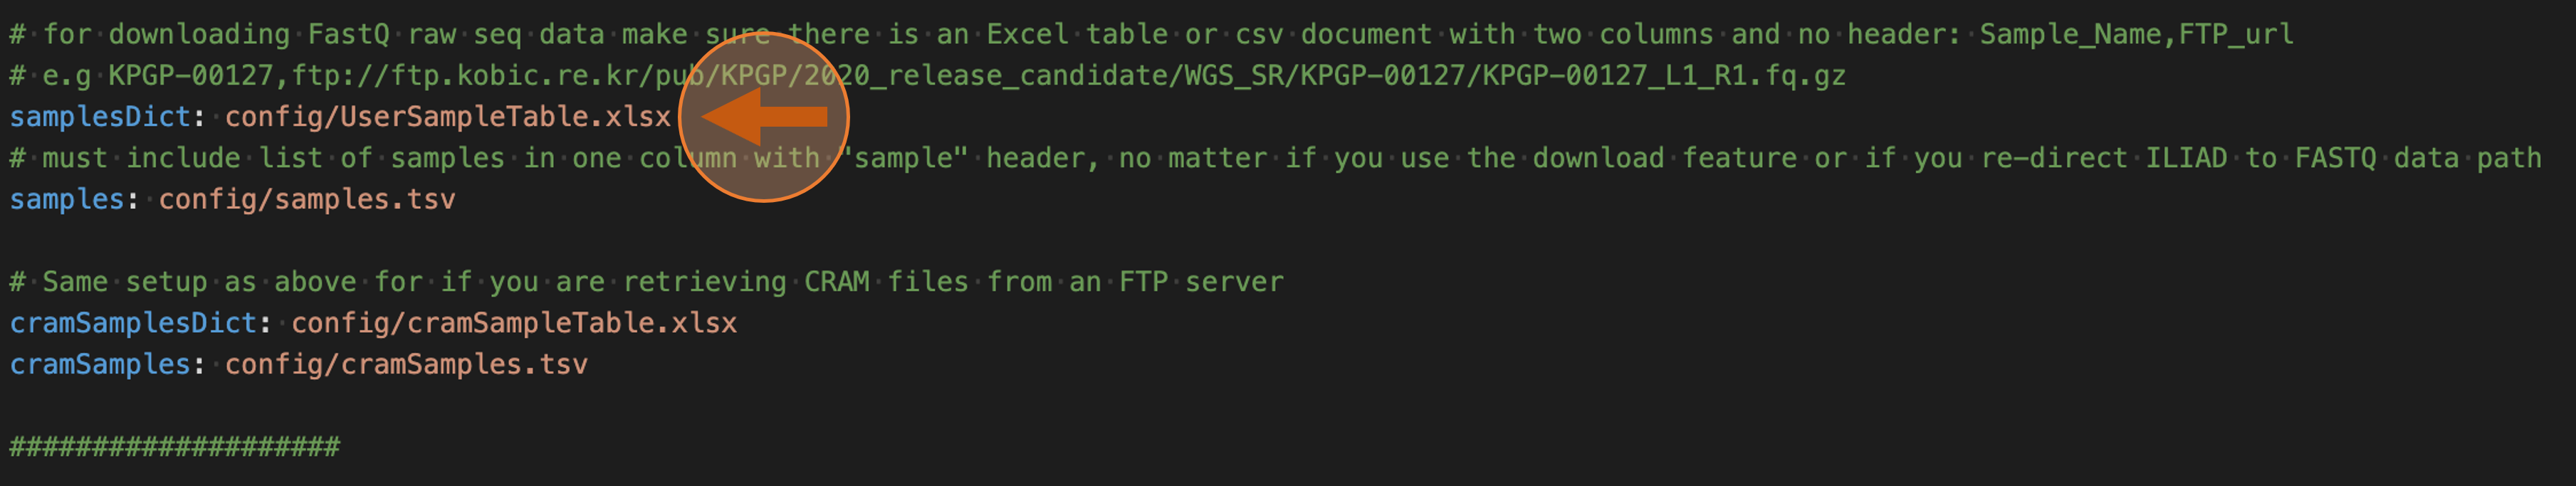 # for downloading FastQ raw seq data make sure there is an Excel table or csv document with two columns and no header: Sample_Name,FTP_url
# e.g KPGP-00127,ftp://ftp.kobic.re.kr/pub/KPGP/2020_release_candidate/WGS_SR/KPGP-00127/KPGP-00127_L1_R1.fq.gz
samplesDict: config/UserSampleTable.xlsx
# must include list of samples in one column with "sample" header, no matter if you use the download feature or if you re-direct ILIAD to FASTQ data path
samples: config/samples.tsv
# Same setup as above for if you are retrieving CRAM files from an FTP server
cramSamplesDict: config/cramSampleTable.xlsx
cramSamples: config/cramSamples.tsv
####################